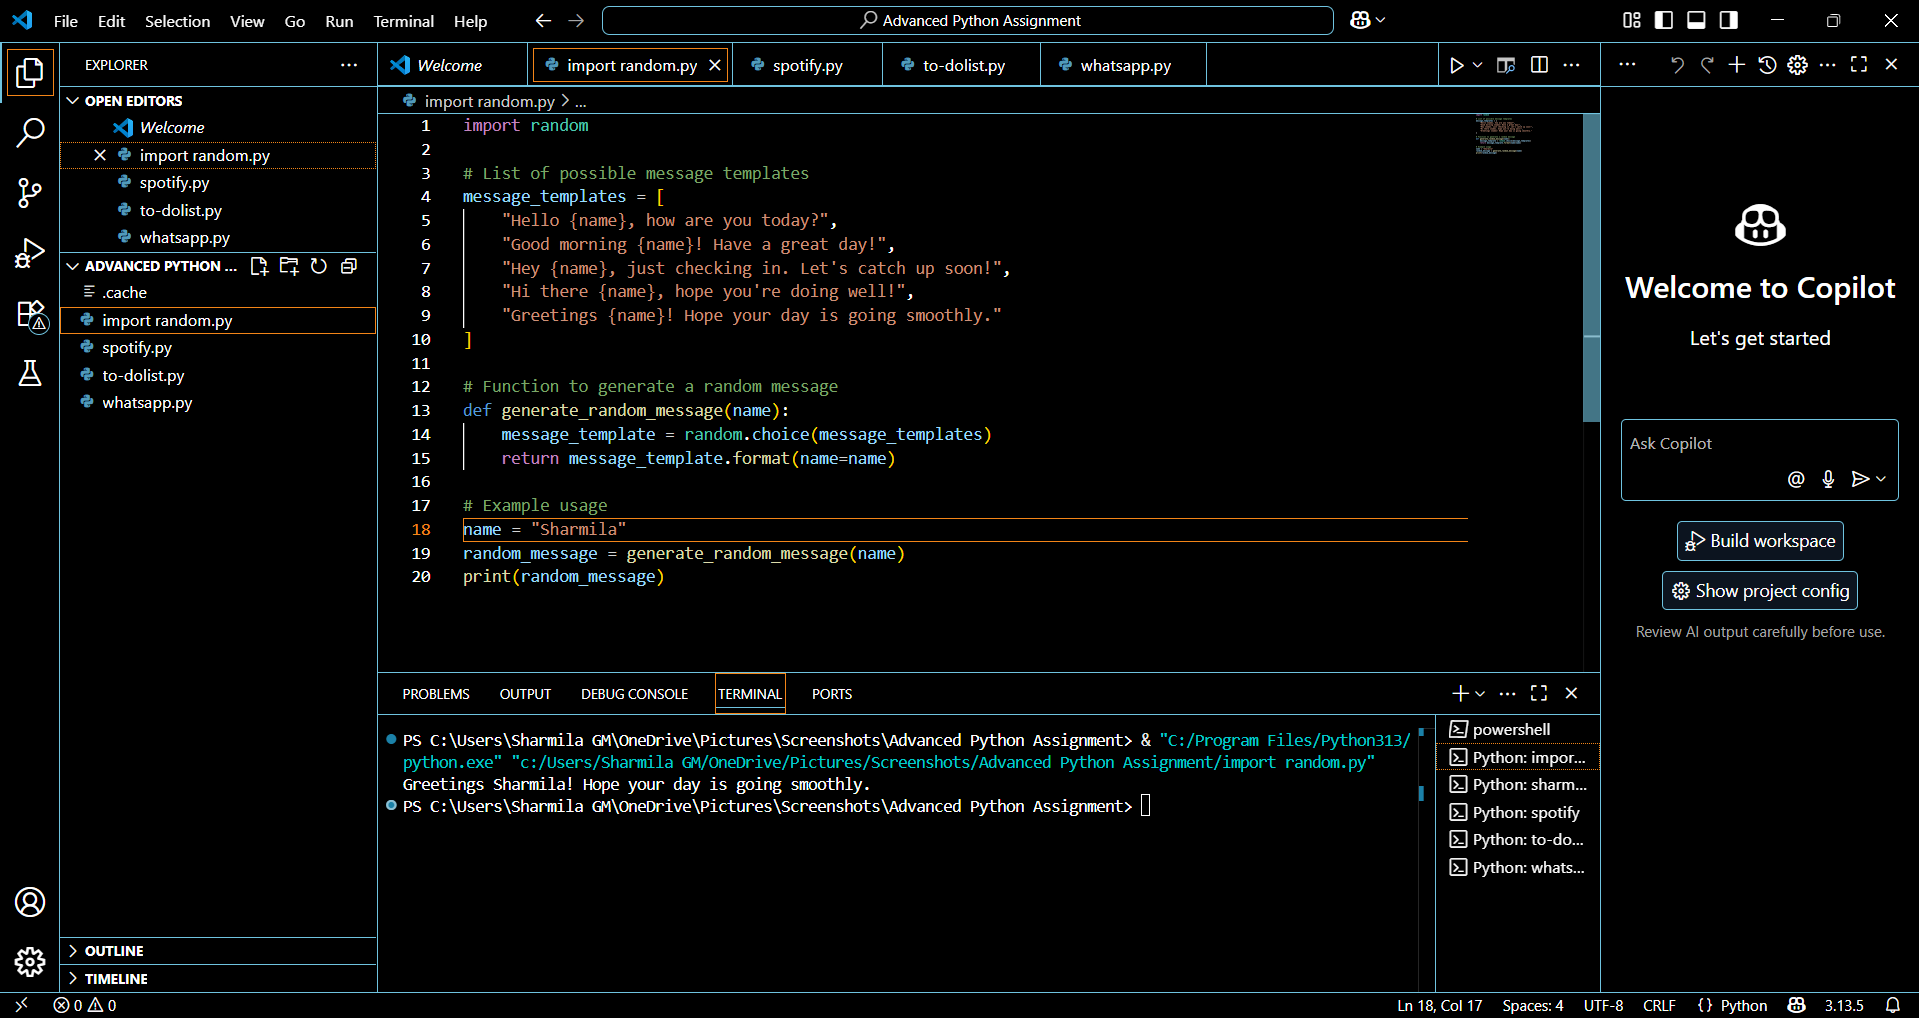 File Edit Selection View Go Run Terminal Help
Advanced Python Assignment
EXPLORER
OPEN EDITORS
Welcome
import random.py
spotify.py
to-dolist.py
whatsapp.py
ADVANCED PYTHON ...
.cache
import random.py
spotify.py
to-dolist.py
whatsapp.py
OUTLINE
TIMELINE
Welcome import random.py spotify.py to-dolist.py whatsapp.py
import random.py > ...
1 import random
2
3 # List of possible message templates
4 message_templates = [
5 "Hello {name}, how are you today?",
6 "Good morning {name}! Have a great day!",
7 "Hey {name}, just checking in. Let's catch up soon!",
8 "Hi there {name}, hope you're doing well!",
9 "Greetings {name}! Hope your day is going smoothly."
10 ]
11
12 # Function to generate a random message
13 def generate_random_message(name):
14 message_template = random.choice(message_templates)
15 return message_template.format(name=name)
16
17 # Example usage
18 name = "Sharmila"
19 random_message = generate_random_message(name)
20 print(random_message)
PROBLEMS OUTPUT DEBUG CONSOLE TERMINAL PORTS
PS C:\Users\Sharmila GM\OneDrive\Pictures\Screenshots\Advanced Python Assignment> & "C:/Program Files/Python313/
python.exe" "c:/Users/Sharmila GM/OneDrive/Pictures/Screenshots/Advanced Python Assignment/import random.py"
Greetings Sharmila! Hope your day is going smoothly.
PS C:\Users\Sharmila GM\OneDrive\Pictures\Screenshots\Advanced Python Assignment>
powershell
Python: impor...
Python: sharm...
Python: spotify
Python: to-do...
Python: whats...
Welcome to Copilot
Let's get started
Ask Copilot
Build workspace
Show project config
Review AI output carefully before use.
0 0
Ln 18, Col 17 Spaces: 4 UTF-8 CRLF {} Python 3.13.5